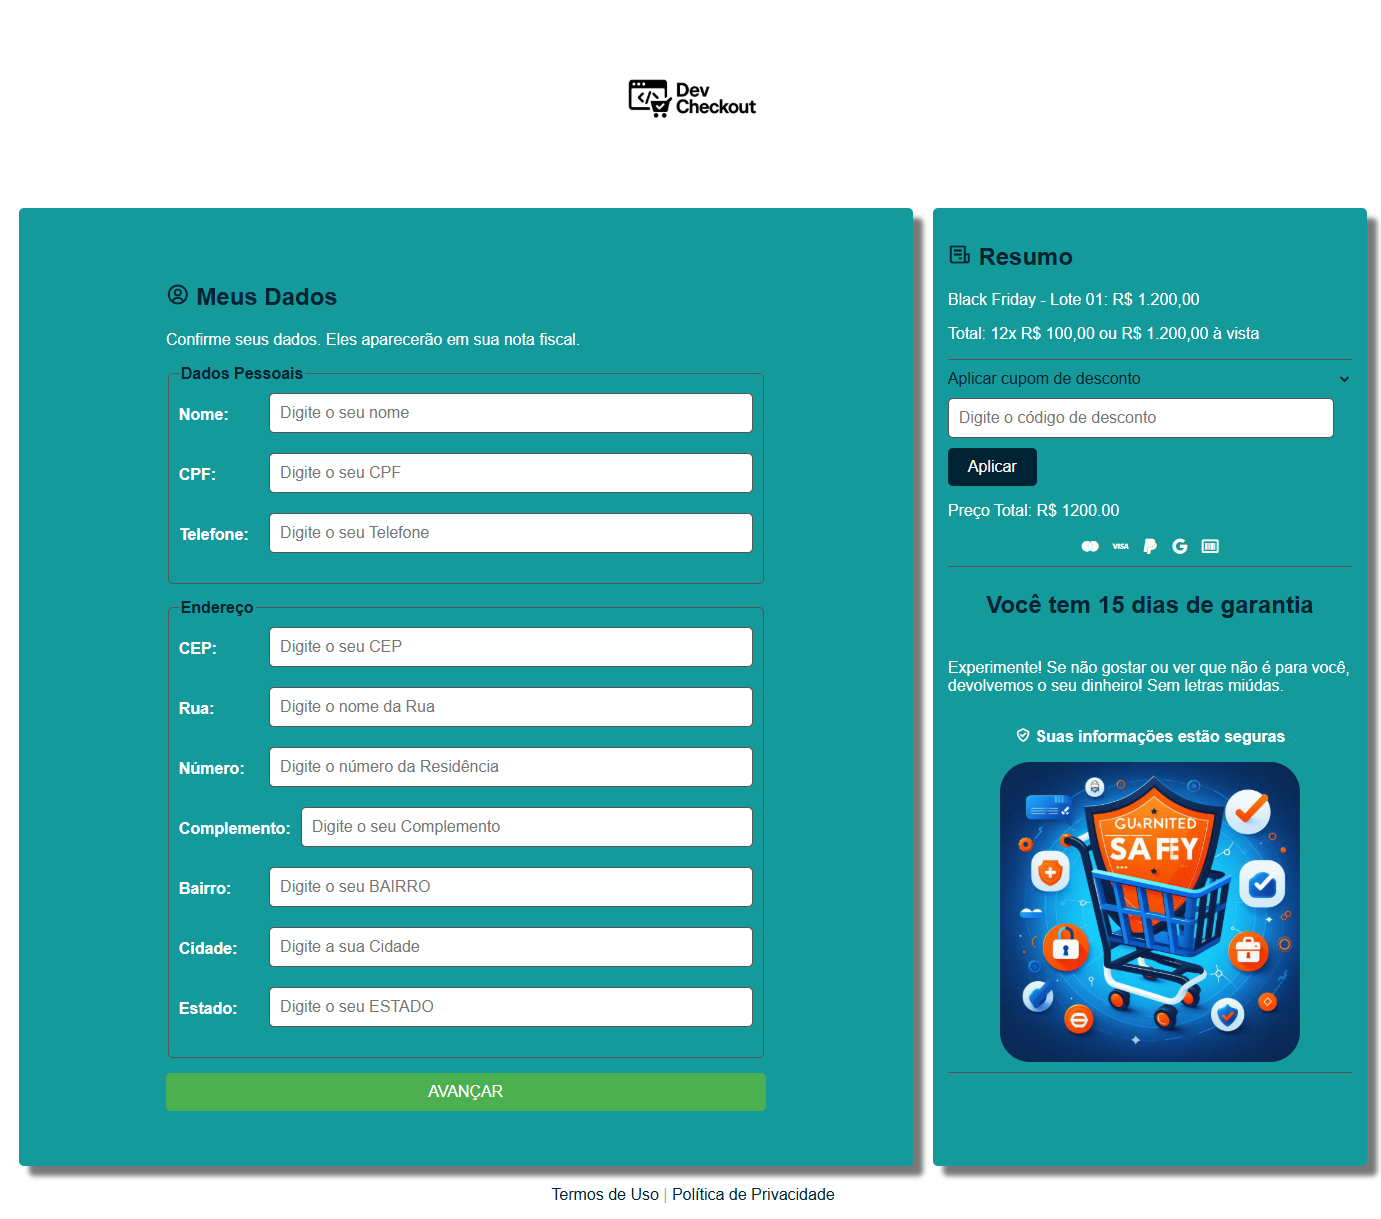 Dev
Checkout
Meus Dados
Confirme seus dados. Eles aparecerão em sua nota fiscal.
Dados Pessoais
Nome: Digite o seu nome
CPF: Digite o seu CPF
Telefone: Digite o seu Telefone
Endereço
CEP: Digite o seu CEP
Rua: Digite o nome da Rua
Número: Digite o número da Residência
Complemento: Digite o seu Complemento
Bairro: Digite o seu BAIRRO
Cidade: Digite a sua Cidade
Estado: Digite o seu ESTADO
AVANÇAR
Resumo
Black Friday - Lote 01: R$ 1.200,00
Total: 12x R$ 100,00 ou R$ 1.200,00 à vista
Aplicar cupom de desconto
Digite o código de desconto
Aplicar
Preço Total: R$ 1200.00
VISA
Você tem 15 dias de garantia
Experimente! Se não gostar ou ver que não é para você,
devolvemos o seu dinheiro! Sem letras miúdas.
Suas informações estão seguras
GUARNITED
SAFEY
Termos de Uso | Política de Privacidade